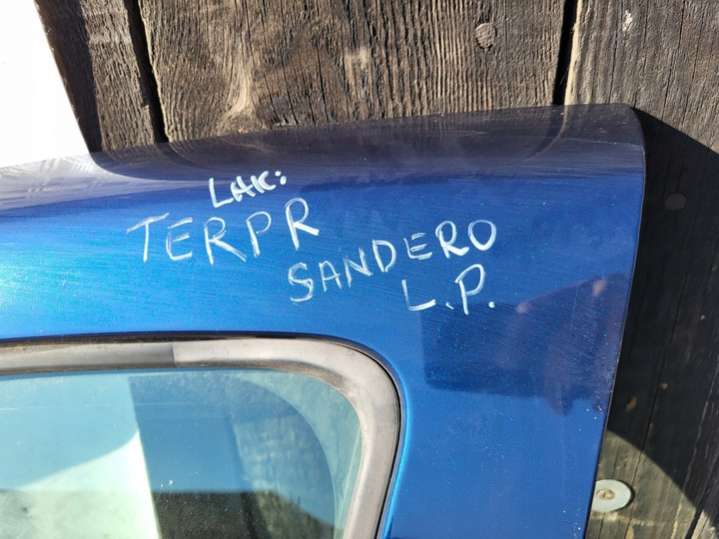 LAK:
TERPR
SANDERO
L.P.